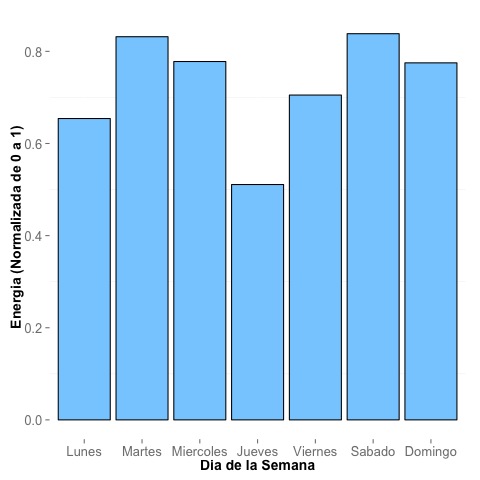 Energia (Normalizada de 0 a 1)
0.8
0.6
0.4
0.2
0.0
Lunes Martes Miercoles Jueves Viernes Sabado Domingo
Dia de la Semana